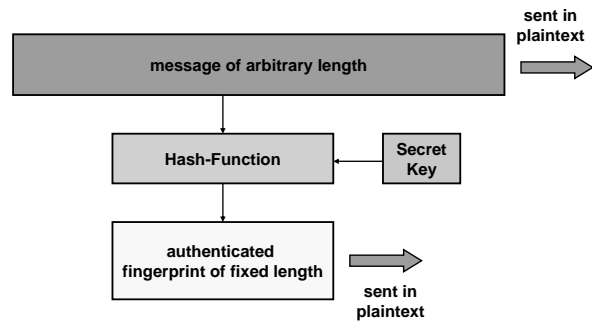 sent in
plaintext
message of arbitrary length
Hash-Function
Secret
Key
authenticated
fingerprint of fixed length
sent in
plaintext